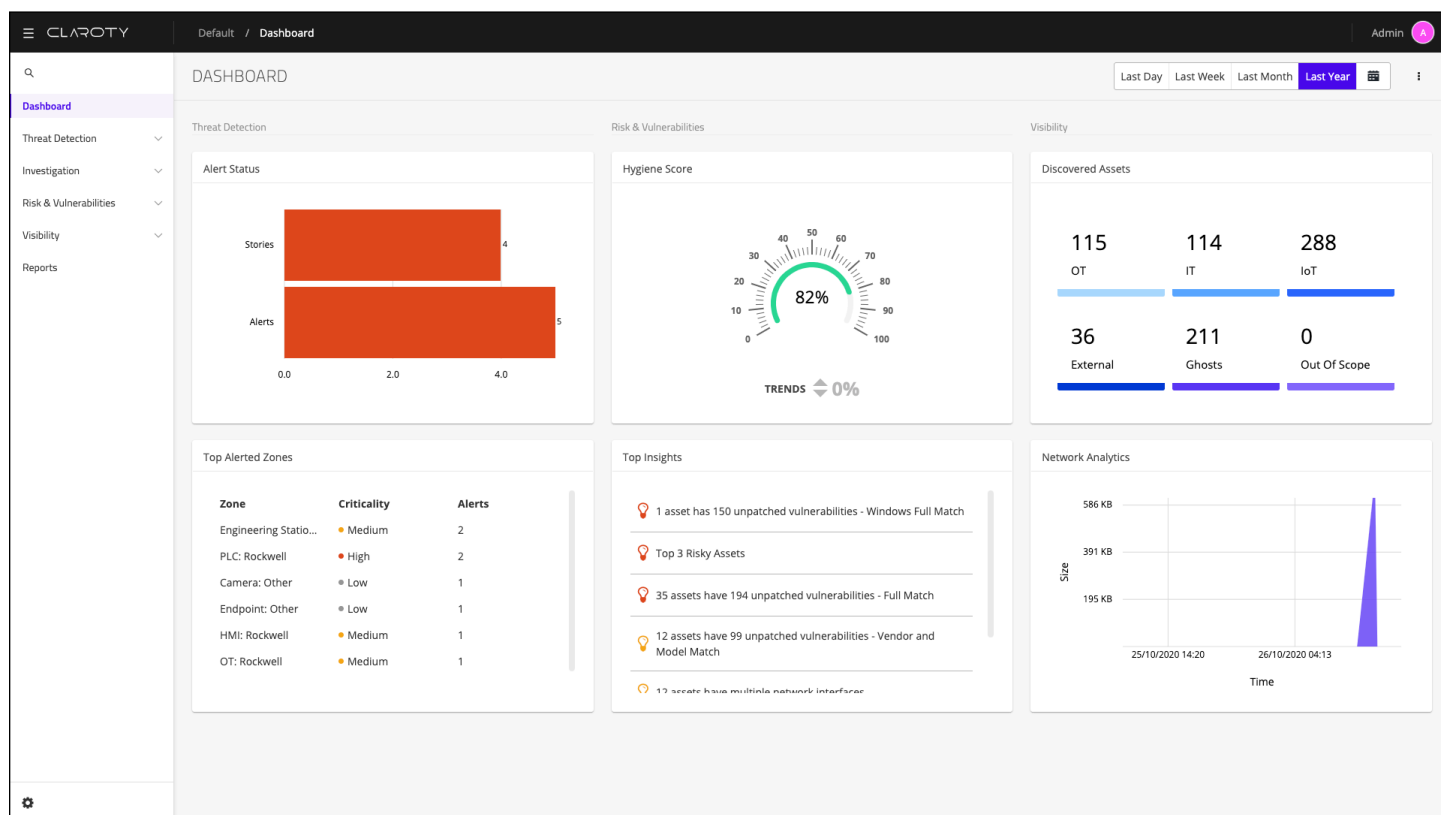 CLAROTY
Default / Dashboard
Admin A
DASHBOARD
Last Day Last Week Last Month Last Year
Dashboard
Threat Detection
Investigation
Risk & Vulnerabilities
Visibility
Reports
Threat Detection
Alert Status
Stories 4
Alerts 5
0.0 2.0 4.0
Top Alerted Zones
Zone Criticality Alerts
Engineering Statio... Medium 2
PLC: Rockwell High 2
Camera: Other Low 1
Endpoint: Other Low 1
HMI: Rockwell Medium 1
OT: Rockwell Medium 1
Risk & Vulnerabilities
Hygiene Score
0 10 20 30 40 50 60 70 80 90 100
82%
TRENDS 0%
Top Insights
1 asset has 150 unpatched vulnerabilities - Windows Full Match
Top 3 Risky Assets
35 assets have 194 unpatched vulnerabilities - Full Match
12 assets have 99 unpatched vulnerabilities - Vendor and
Model Match
12 assets have multiple network interfaces
Visibility
Discovered Assets
115 114 288
OT IT IoT
36 211 0
External Ghosts Out Of Scope
Network Analytics
586 KB
391 KB
195 KB
Size
25/10/2020 14:20 26/10/2020 04:13
Time